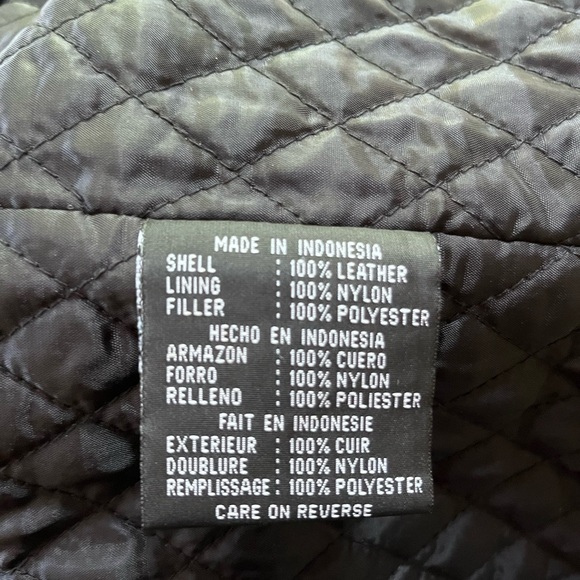 MADE IN INDONESIA
SHELL : 100% LEATHER
LINING : 100% NYLON
FILLER : 100% POLYESTER
HECHO EN INDONESIA
ARMAZON : 100% CUERO
FORRO : 100% NYLON
RELLENO : 100% POLIESTER
FAIT EN INDONESIE
EXTERIEUR : 100% CUIR
DOUBLURE : 100% NYLON
REMPLISSAGE : 100% POLYESTER
CARE ON REVERSE